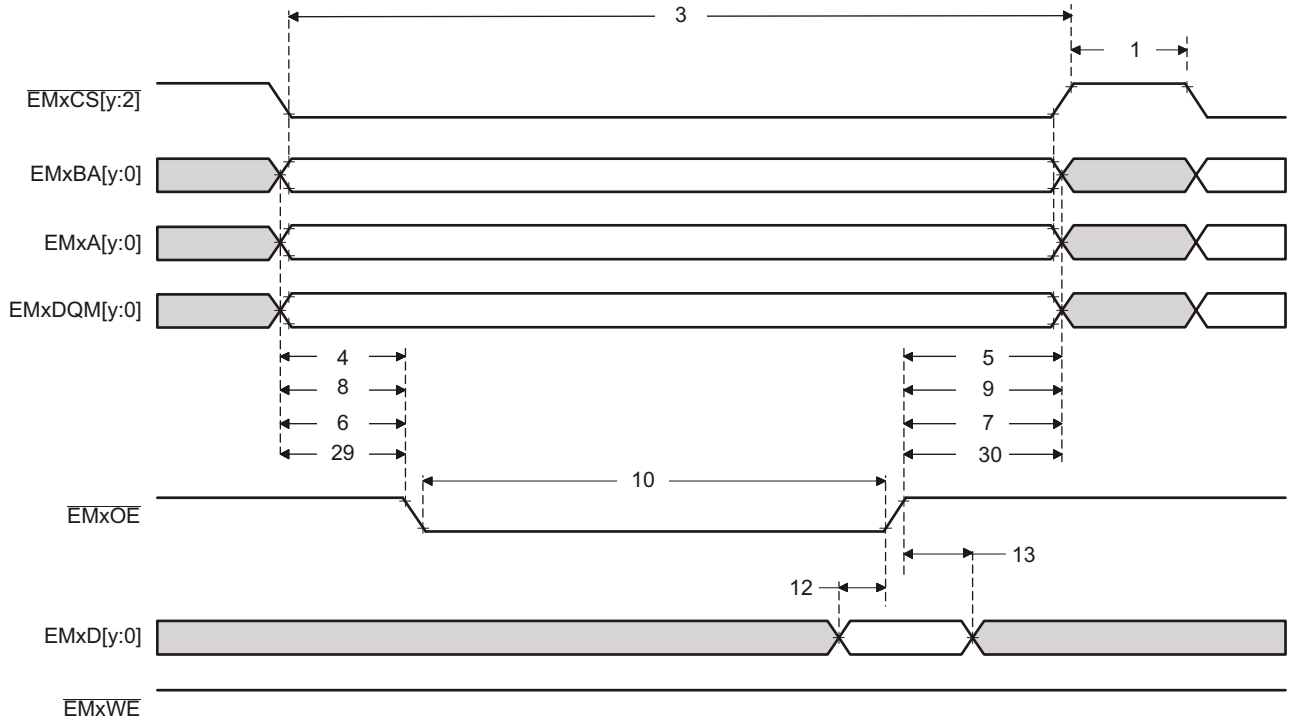 3
1
EMxCS[y:2]
EMxBA[y:0]
EMxA[y:0]
EMxDQM[y:0]
4 5
8 9
6 7
29 30
10
EMxOE
13
12
EMxD[y:0]
EMxWE